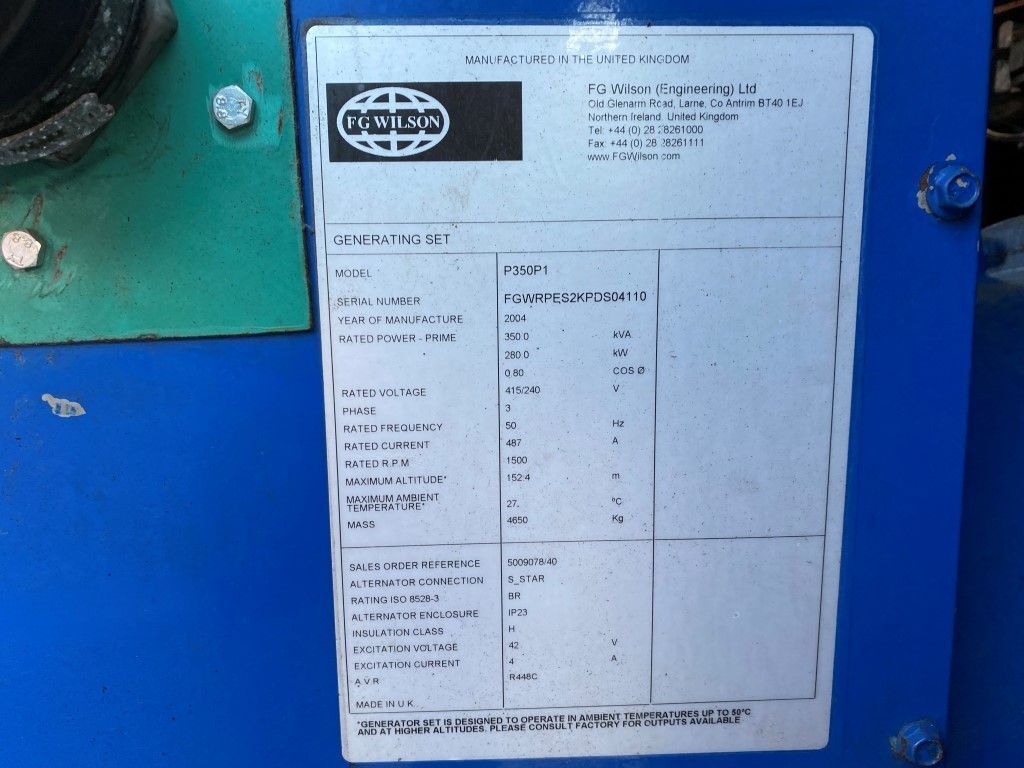 MANUFACTURED IN THE UNITED KINGDOM
FG WILSON
FG Wilson (Engineering) Ltd
Old Glenarm Road, Larne, Co Antrim BT40 1EJ
Northern Ireland, United Kingdom
Tel: +44 (0) 28 28261000
Fax: +44 (0) 28 28261111
www.FGWilson.com
GENERATING SET
MODEL P350P1
SERIAL NUMBER FGWRPES2KPDS04110
YEAR OF MANUFACTURE 2004
RATED POWER - PRIME 350.0 kVA
280.0 kW
0.80 COS Ø
RATED VOLTAGE 415/240 V
PHASE 3
RATED FREQUENCY 50 Hz
RATED CURRENT 487 A
RATED R.P.M 1500
MAXIMUM ALTITUDE* 152.4 m
MAXIMUM AMBIENT
TEMPERATURE* 27. ºC
MASS 4650 Kg
SALES ORDER REFERENCE 5009078/40
ALTERNATOR CONNECTION S_STAR
RATING ISO 8528-3 BR
ALTERNATOR ENCLOSURE IP23
INSULATION CLASS H
EXCITATION VOLTAGE 42 V
EXCITATION CURRENT 4 A
A V R R448C
MADE IN U.K.
*GENERATOR SET IS DESIGNED TO OPERATE IN AMBIENT TEMPERATURES UP TO 50°C
AND AT HIGHER ALTITUDES. PLEASE CONSULT FACTORY FOR OUTPUTS AVAILABLE